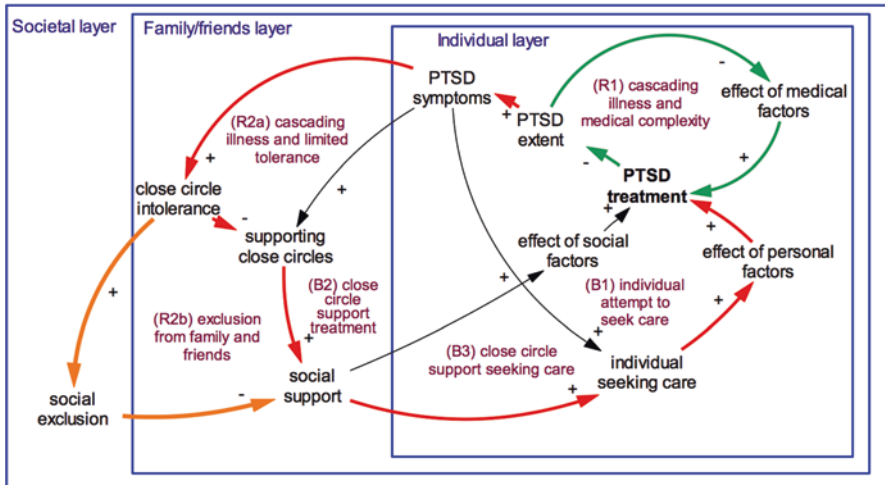 Societal layer
Family/friends layer
Individual layer
PTSD
symptoms
+
PTSD
extent
(R1) cascading
illness and
medical complexity
-
effect of medical
factors
+
-
PTSD
treatment
+
(R2a) cascading
illness and limited
tolerance
+
+
close circle
intolerance
-
supporting
close circles
effect of social
factors
+
effect of personal
factors
+
+
+
(B2) close
circle
support
treatment
(B1) individual
attempt to
seek care
+
(R2b) exclusion
from family and
friends
+
(B3) close circle
support seeking care
+
individual
seeking care
social
support
-
social
exclusion